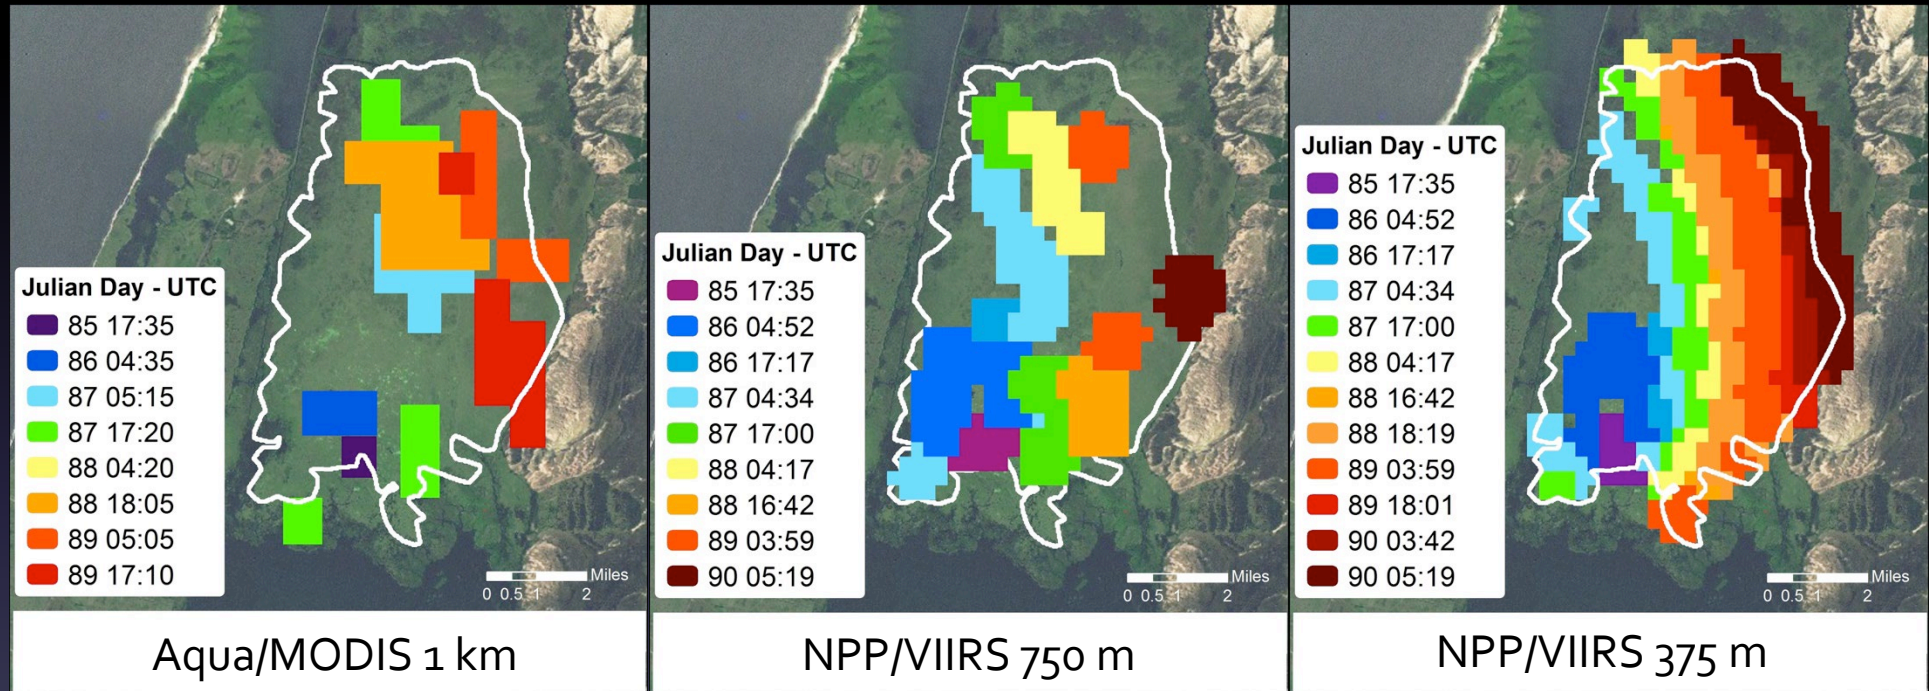 Julian Day - UTC
85 17:35
86 04:35
87 05:15
87 17:20
88 04:20
88 18:05
89 05:05
89 17:10
Miles
0 0.5 1 2
Aqua/MODIS 1 km
Julian Day - UTC
85 17:35
86 04:52
86 17:17
87 04:34
87 17:00
88 04:17
88 16:42
89 03:59
90 05:19
Miles
0 0.5 1 2
NPP/VIIRS 750 m
Julian Day - UTC
85 17:35
86 04:52
86 17:17
87 04:34
87 17:00
88 04:17
88 16:42
88 18:19
89 03:59
89 18:01
90 03:42
90 05:19
Miles
0 0.5 1 2
NPP/VIIRS 375 m